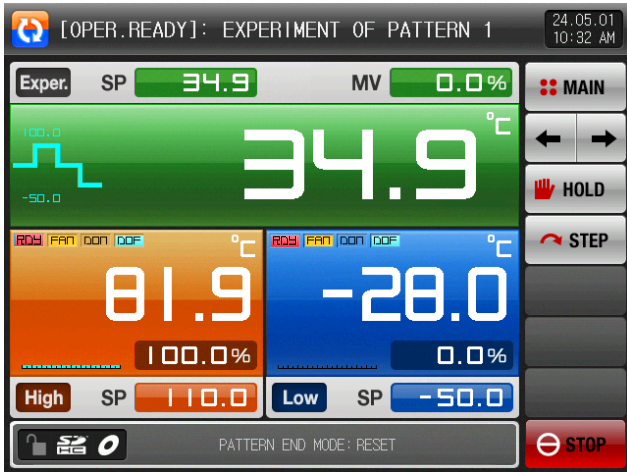 [OPER.READY]: EXPERIMENT OF PATTERN 1
24.05.01
10:32 AM
Exper. SP 34.9 MV 0.0%
MAIN
100.0
-50.0
34.9 °C
HOLD
STEP
RDY FAN DON DOF °C
81.9
100.0%
RDY FAN DON DOF °C
-28.0
0.0%
High SP 110.0
Low SP -50.0
SD HC
PATTERN END MODE: RESET
STOP